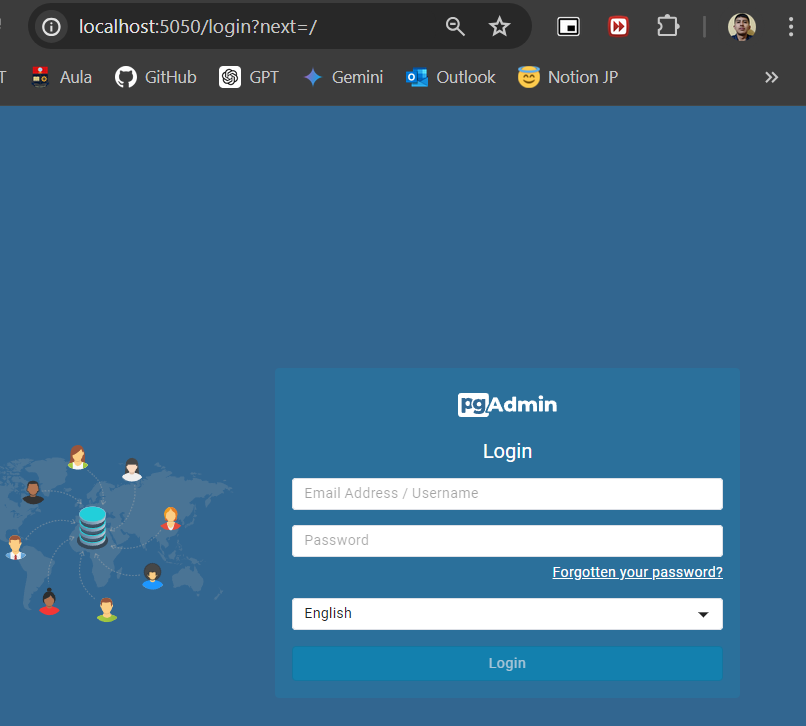 localhost:5050/login?next=/
T Aula GitHub GPT Gemini Outlook Notion JP
pgAdmin
Login
Email Address / Username
Password
Forgotten your password?
English
Login